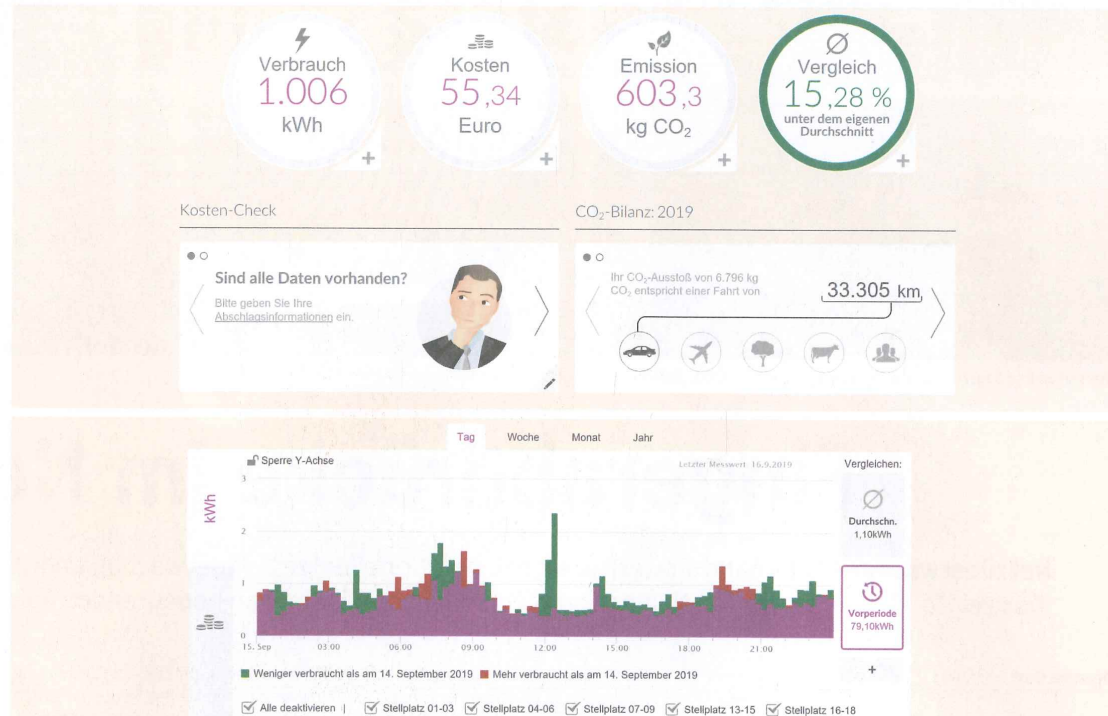 Verbrauch
1.006
kWh
+
Kosten
55,34
Euro
+
Emission
603,3
kg CO₂
+
Ø
Vergleich
15,28 %
unter dem eigenen
Durchschnitt
+
Kosten-Check
Sind alle Daten vorhanden?
Bitte geben Sie Ihre
Abschlagsinformationen ein.
CO₂-Bilanz: 2019
Ihr CO₂-Ausstoß von 6.796 kg
CO₂ entspricht einer Fahrt von
33.305 km
Tag Woche Monat Jahr
Sperre Y-Achse
Letzter Messwert 16.9.2019
Vergleichen:
kWh
3
2
1
0
15. Sep 03:00 06:00 09:00 12:00 15:00 18:00 21:00
Ø
Durchschn.
1,10kWh
Vorperiode
79,10kWh
+
Weniger verbraucht als am 14. September 2019 Mehr verbraucht als am 14. September 2019
Alle deaktivieren | Stellplatz 01-03 Stellplatz 04-06 Stellplatz 07-09 Stellplatz 13-15 Stellplatz 16-18